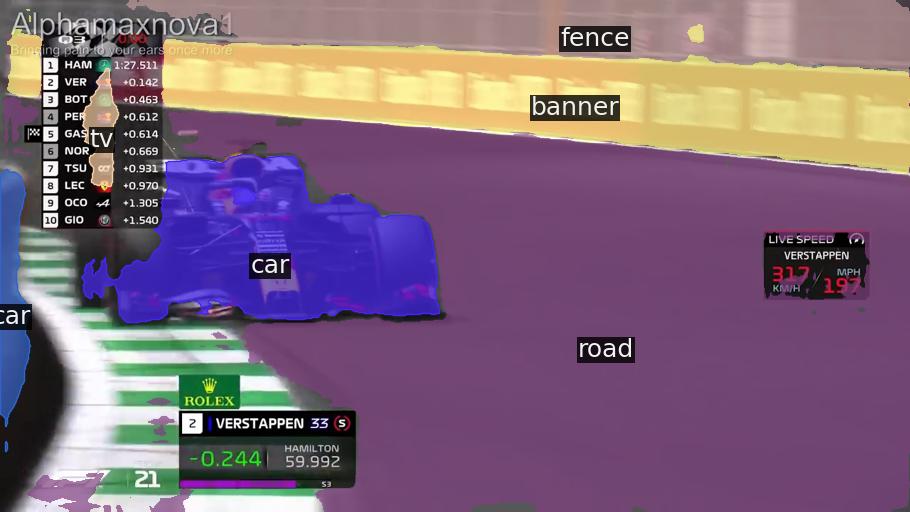 Alphamaxnova1
Bringing pain to your ears once more
Q3
fence
1 HAM 1:27.511
2 VER +0.142
3 BOT +0.463
4 PER +0.612
5 GAS +0.614
6 NOR +0.669
7 TSU +0.931
8 LEC +0.970
9 OCO +1.305
10 GIO +1.540
tv
banner
car
car
LIVE SPEED
VERSTAPPEN
317 KM/H
197 MPH
road
ROLEX
2 VERSTAPPEN 33 S
-0.244
HAMILTON
59.992
21
S3